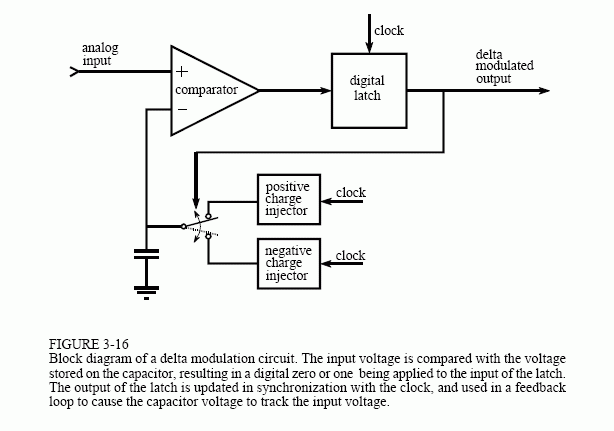 clock
analog
input
delta
modulated
output
+
comparator
−
digital
latch
positive
charge
injector
clock
negative
charge
injector
clock
FIGURE 3-16
Block diagram of a delta modulation circuit. The input voltage is compared with the voltage
stored on the capacitor, resulting in a digital zero or one being applied to the input of the latch.
The output of the latch is updated in synchronization with the clock, and used in a feedback
loop to cause the capacitor voltage to track the input voltage.